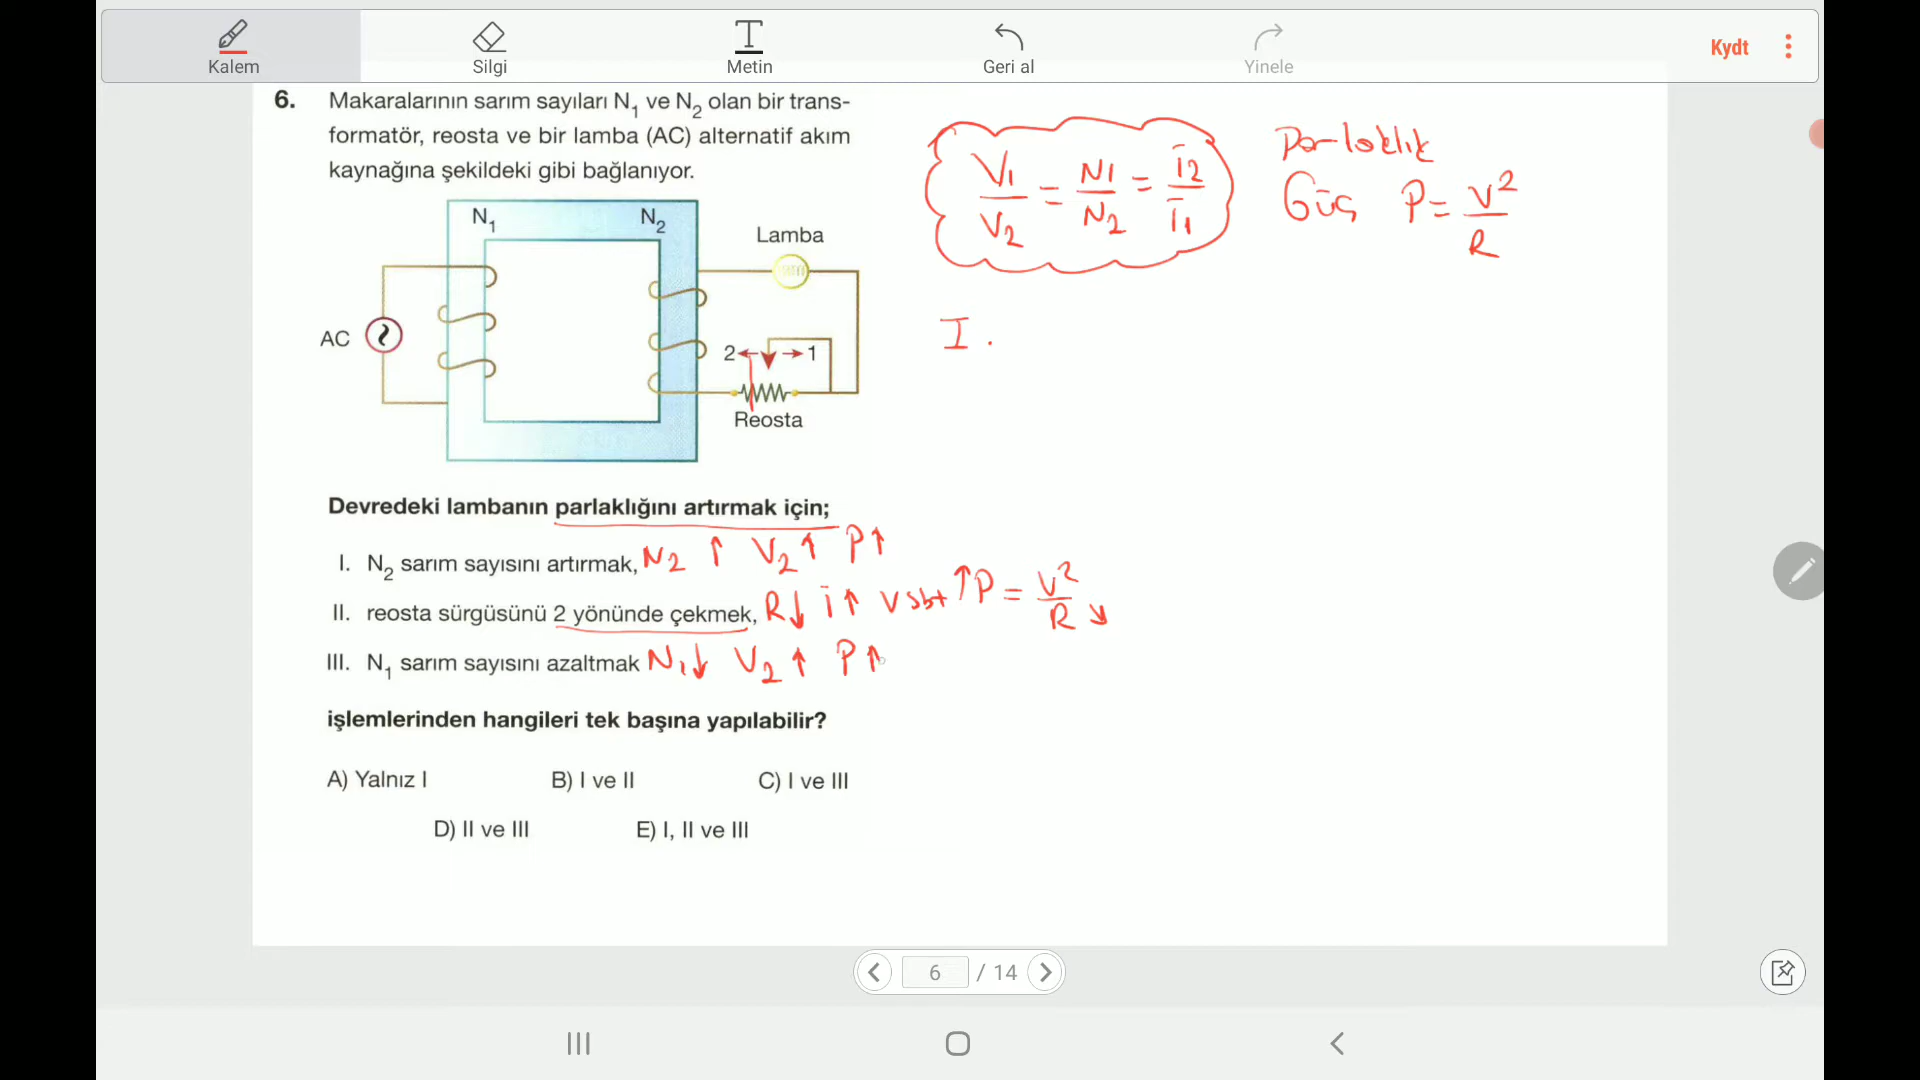 Kalem
Silgi
Metin
Geri al
Yinele
Kydt
6. Makaralarının sarım sayıları N₁ ve N₂ olan bir trans-
formatör, reosta ve bir lamba (AC) alternatif akım
kaynağına şekildeki gibi bağlanıyor.
N₁
N₂
Lamba
AC
2
1
Reosta
V₁/V₂ = N₁/N₂ = i₂/i₁
Parlaklık
Güç P = V²/R
I.
Devredeki lambanın parlaklığını artırmak için;
I. N₂ sarım sayısını artırmak, N₂ ↑ V₂ ↑ P ↑
II. reosta sürgüsünü 2 yönünde çekmek, R ↓ i ↑ V sbt ↑ P = V²/R ↘
III. N₁ sarım sayısını azaltmak N₁ ↓ V₂ ↑ P ↑
işlemlerinden hangileri tek başına yapılabilir?
A) Yalnız I B) I ve II C) I ve III
D) II ve III E) I, II ve III
6 / 14